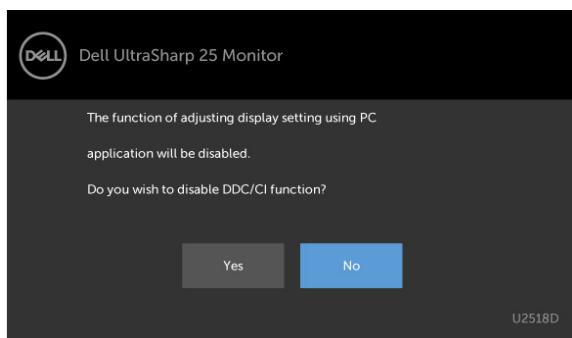 DELL
Dell UltraSharp 25 Monitor
The function of adjusting display setting using PC
application will be disabled.
Do you wish to disable DDC/CI function?
Yes
No
U2518D